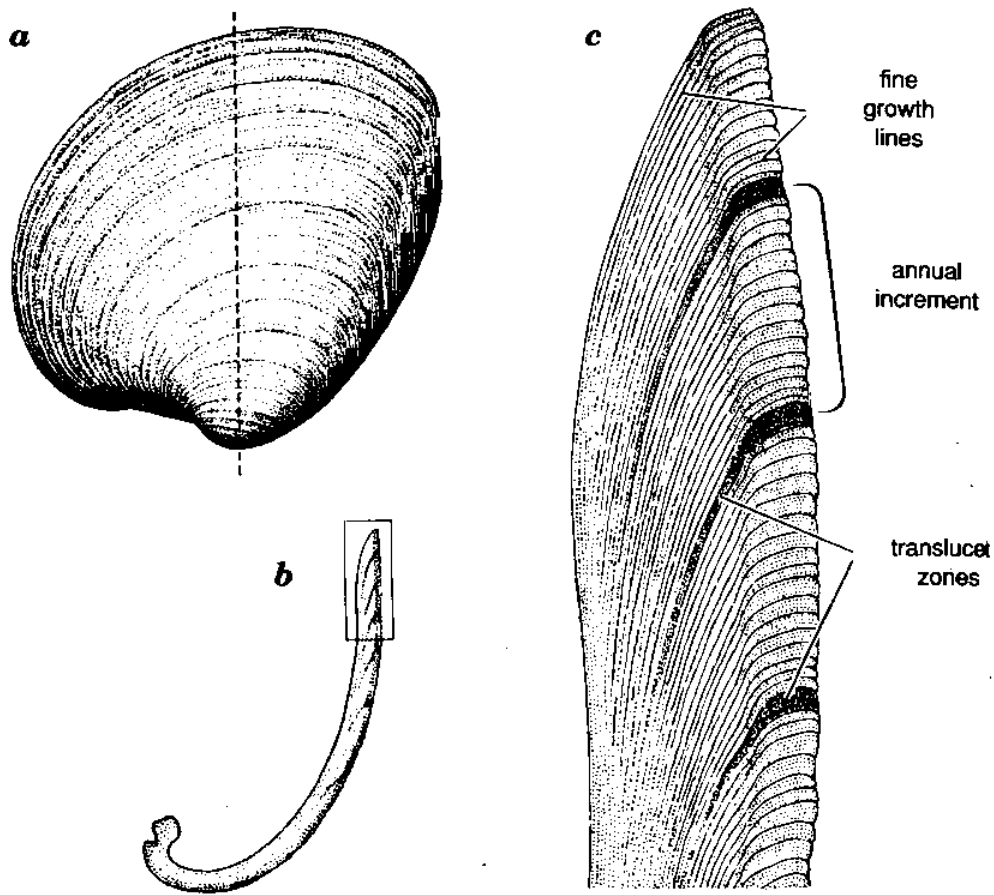 a
c
fine
growth
lines
annual
increment
b
translucet
zones